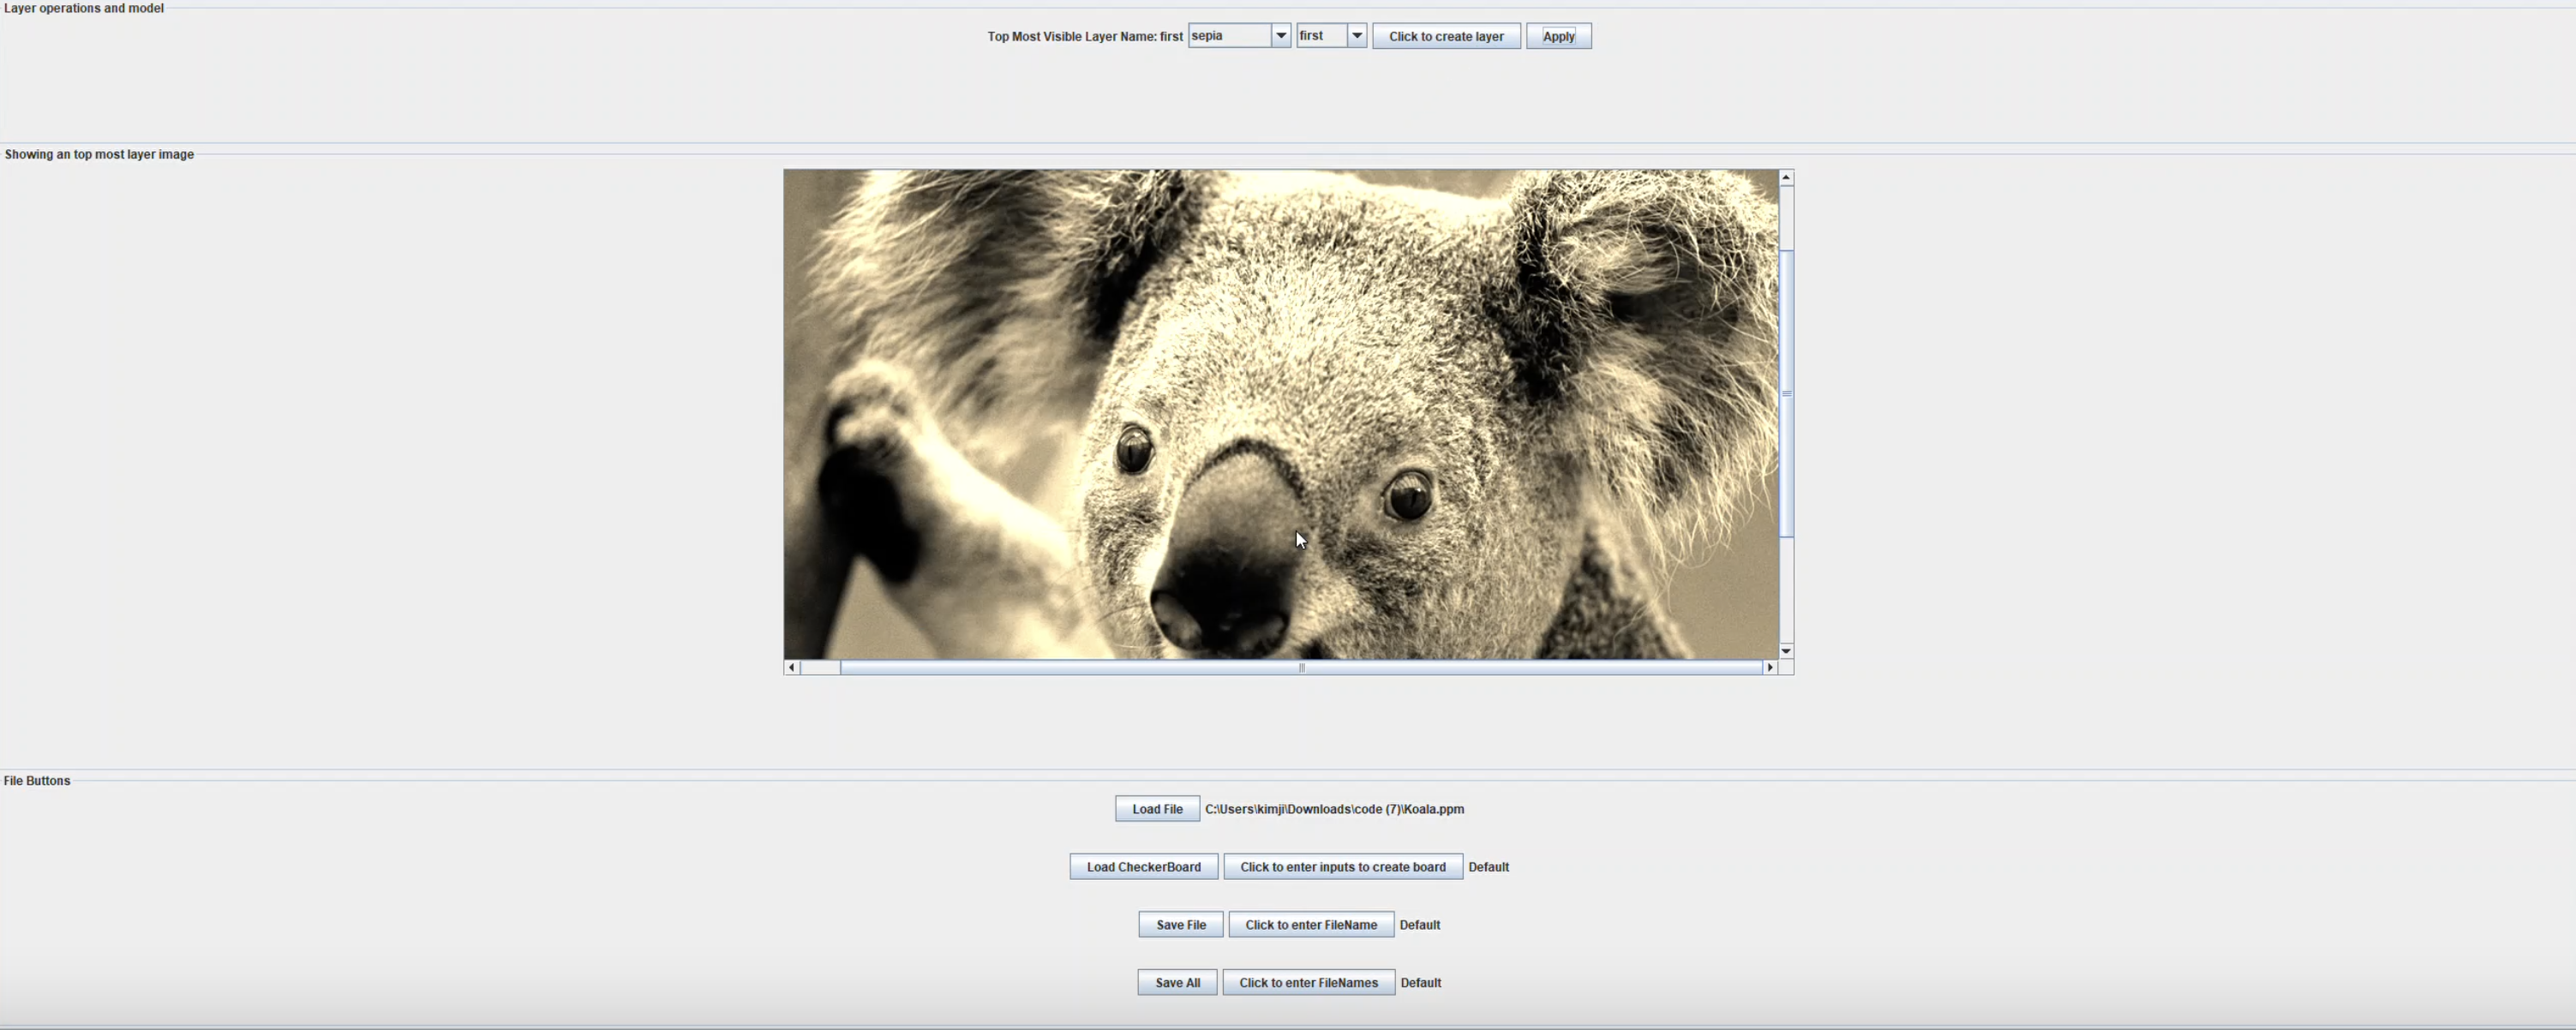 Layer operations and model
Top Most Visible Layer Name: first sepia first Click to create layer Apply
Showing an top most layer image
File Buttons
Load File C:\Users\kimji\Downloads\code (7)\Koala.ppm
Load CheckerBoard Click to enter inputs to create board Default
Save File Click to enter FileName Default
Save All Click to enter FileNames Default